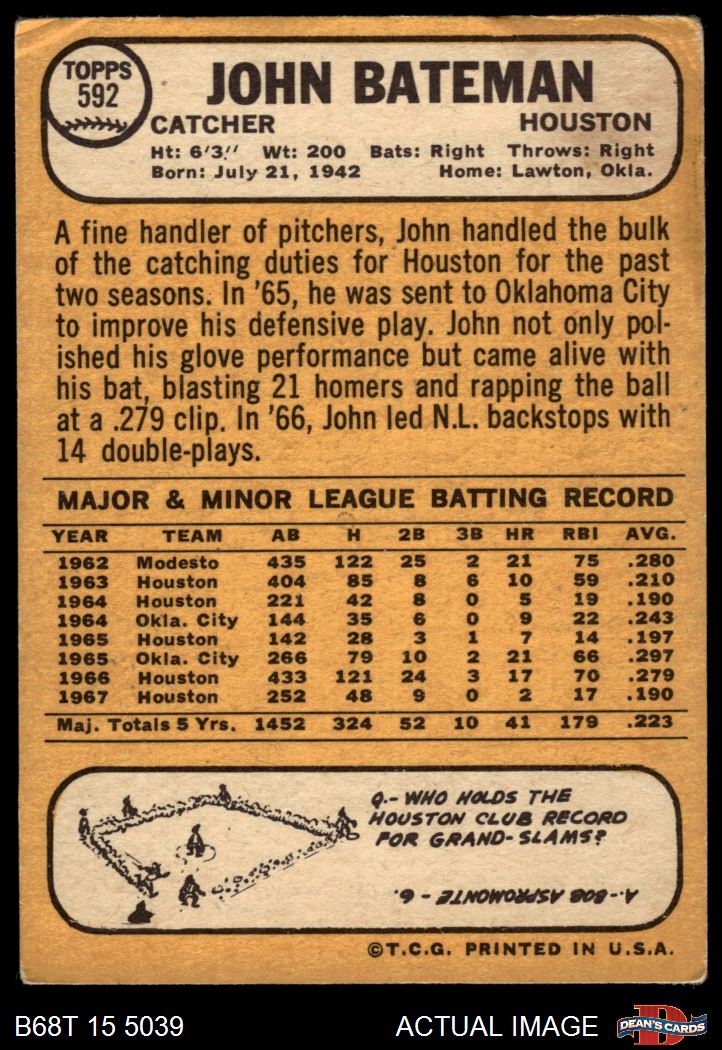 TOPPS
592
JOHN BATEMAN
CATCHER HOUSTON
Ht: 6'3'' Wt: 200 Bats: Right Throws: Right
Born: July 21, 1942 Home: Lawton, Okla.
A fine handler of pitchers, John handled the bulk
of the catching duties for Houston for the past
two seasons. In '65, he was sent to Oklahoma City
to improve his defensive play. John not only pol-
ished his glove performance but came alive with
his bat, blasting 21 homers and rapping the ball
at a .279 clip. In '66, John led N.L. backstops with
14 double-plays.
MAJOR & MINOR LEAGUE BATTING RECORD
YEAR TEAM AB H 2B 3B HR RBI AVG.
1962 Modesto 435 122 25 2 21 75 .280
1963 Houston 404 85 8 6 10 59 .210
1964 Houston 221 42 8 0 5 19 .190
1964 Okla. City 144 35 6 0 9 22 .243
1965 Houston 142 28 3 1 7 14 .197
1965 Okla. City 266 79 10 2 21 66 .297
1966 Houston 433 121 24 3 17 70 .279
1967 Houston 252 48 9 0 2 17 .190
Maj. Totals 5 Yrs. 1452 324 52 10 41 179 .223
Q.- WHO HOLDS THE
HOUSTON CLUB RECORD
FOR GRAND-SLAMS?
A.- BOB ASPROMONTE - 6.
©T.C.G. PRINTED IN U.S.A.
B68T 15 5039 ACTUAL IMAGE
D
DEAN'S CARDS